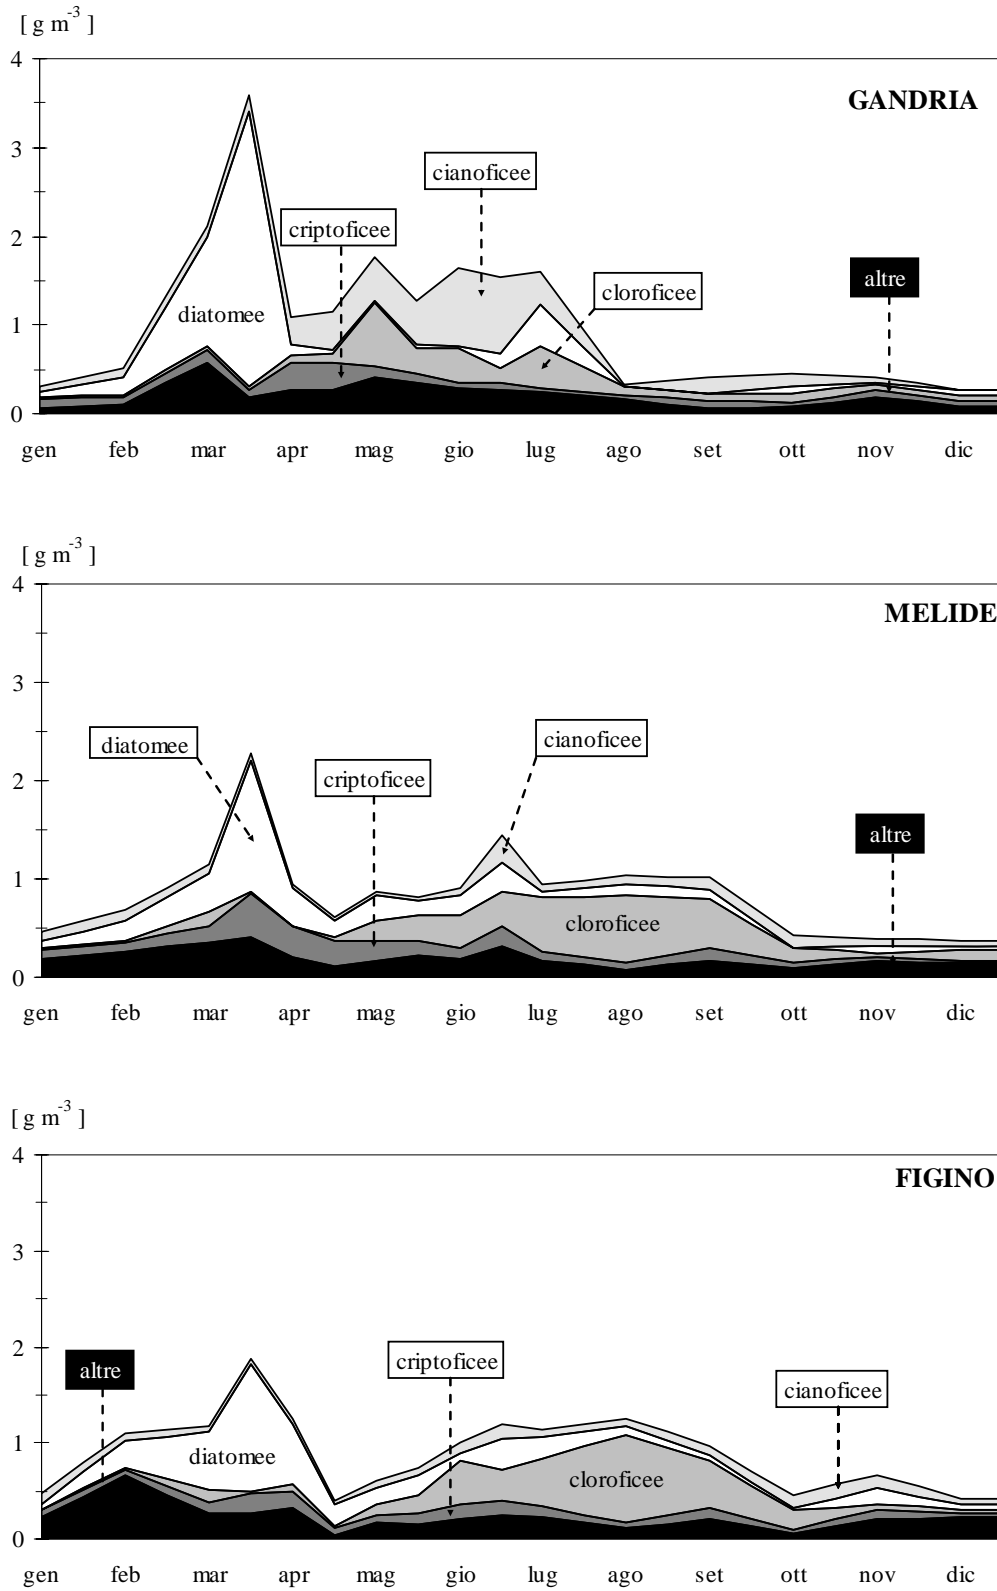 [ g m-3 ]
4
GANDRIA
3
cianoficee
criptoficee
2
altre
cloroficee
diatomee
1
0
gen feb mar apr mag gio lug ago set ott nov dic
[ g m-3 ]
4
MELIDE
3
diatomee
cianoficee
criptoficee
2
altre
1
cloroficee
0
gen feb mar apr mag gio lug ago set ott nov dic
[ g m-3 ]
4
FIGINO
3
2
criptoficee
altre
cianoficee
1
diatomee
cloroficee
0
gen feb mar apr mag gio lug ago set ott nov dic